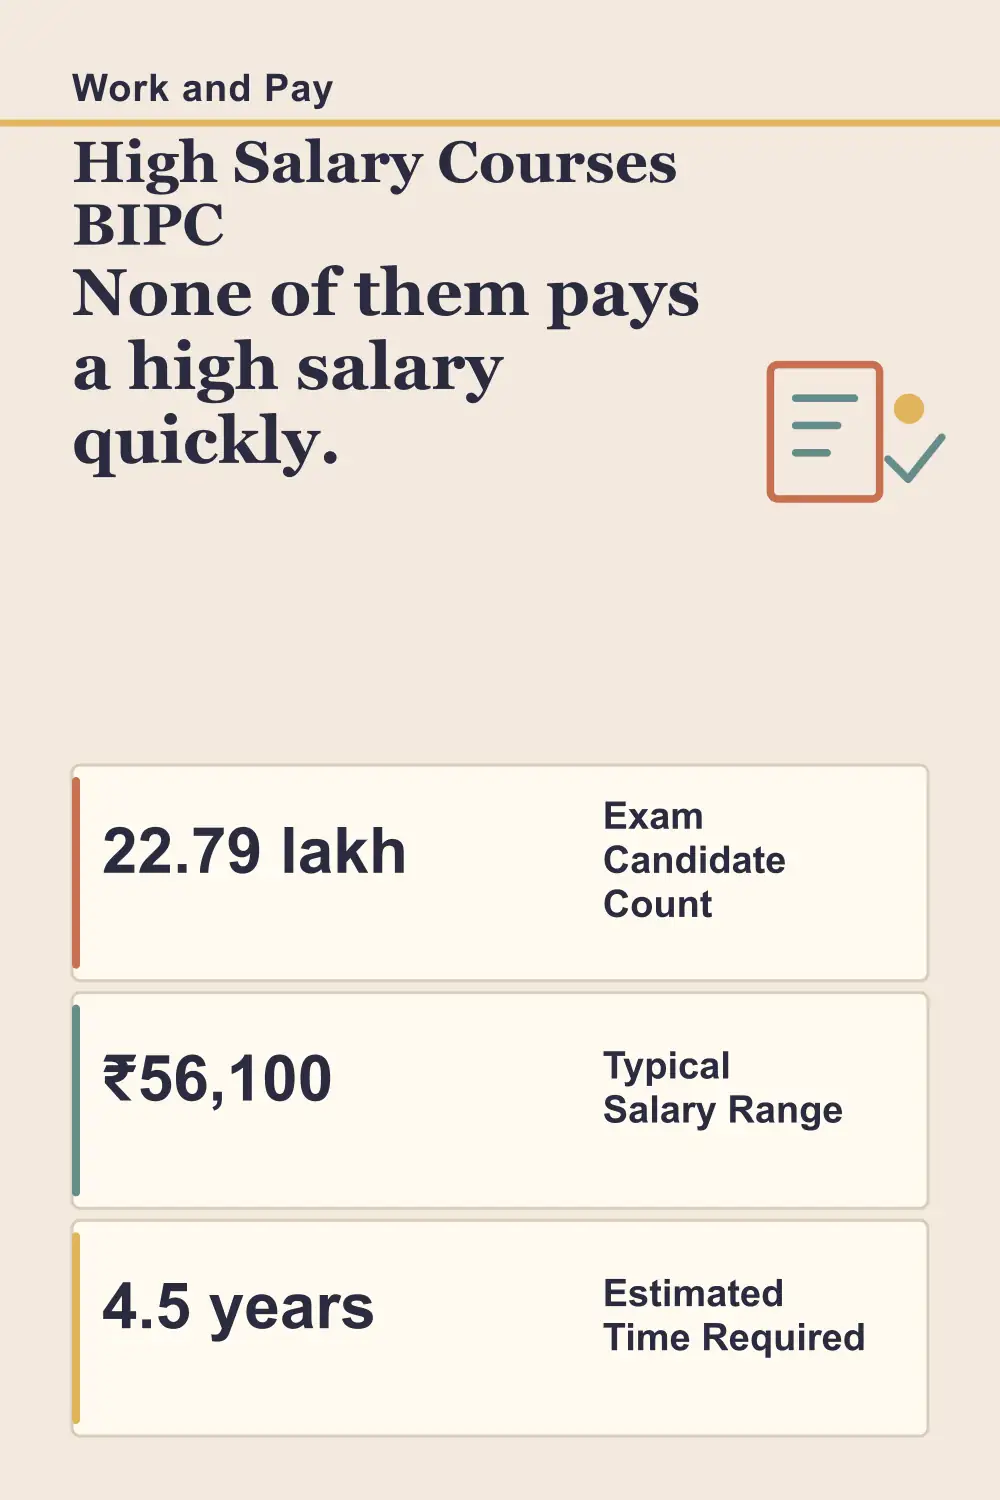 Work and Pay
High Salary Courses
BIPC
None of them pays
a high salary
quickly.
22.79 lakh
Exam
Candidate
Count
₹56,100
Typical
Salary Range
4.5 years
Estimated
Time Required